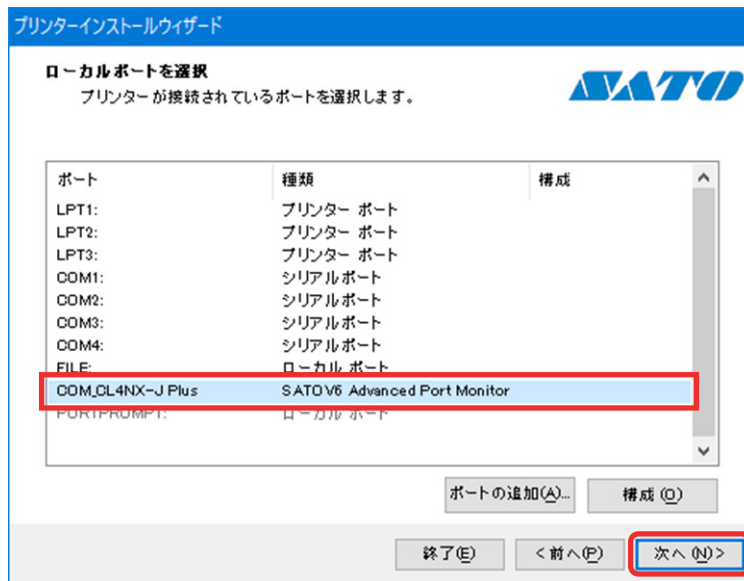 プリンターインストールウィザード
ローカルポートを選択
プリンターが接続されているポートを選択します。
SATO
ポート 種類 構成
LPT1: プリンター ポート
LPT2: プリンター ポート
LPT3: プリンター ポート
COM1: シリアルポート
COM2: シリアルポート
COM3: シリアルポート
COM4: シリアルポート
FILE: ローカル ポート
COM_CL4NX-J Plus SATO V6 Advanced Port Monitor
PORTPROMPT: ローカル ポート
ポートの追加(A)... 構成(O)
終了(E) <前へ(P) 次へ(N)>